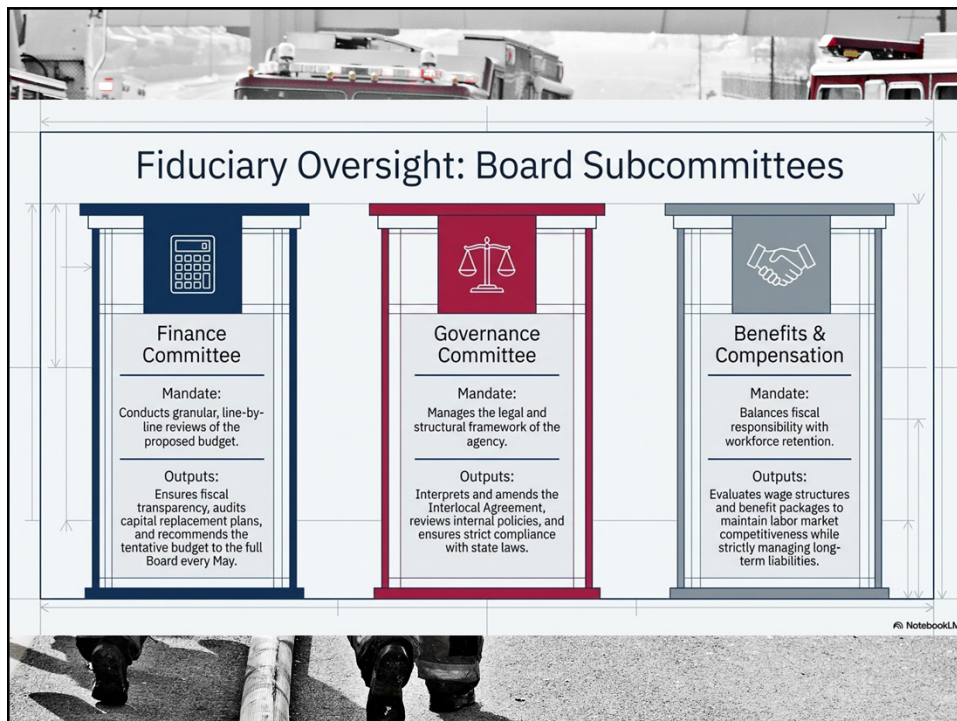 Fiduciary Oversight: Board Subcommittees
Finance
Committee
Mandate:
Conducts granular, line-by-
line reviews of the
proposed budget.
Outputs:
Ensures fiscal
transparency, audits
capital replacement plans,
and recommends the
tentative budget to the full
Board every May.
Governance
Committee
Mandate:
Manages the legal and
structural framework of the
agency.
Outputs:
Interprets and amends the
Interlocal Agreement,
reviews internal policies, and
ensures strict compliance
with state laws.
Benefits &
Compensation
Mandate:
Balances fiscal
responsibility with
workforce retention.
Outputs:
Evaluates wage structures
and benefit packages to
maintain labor market
competitiveness while
strictly managing long-
term liabilities.
NotebookLM